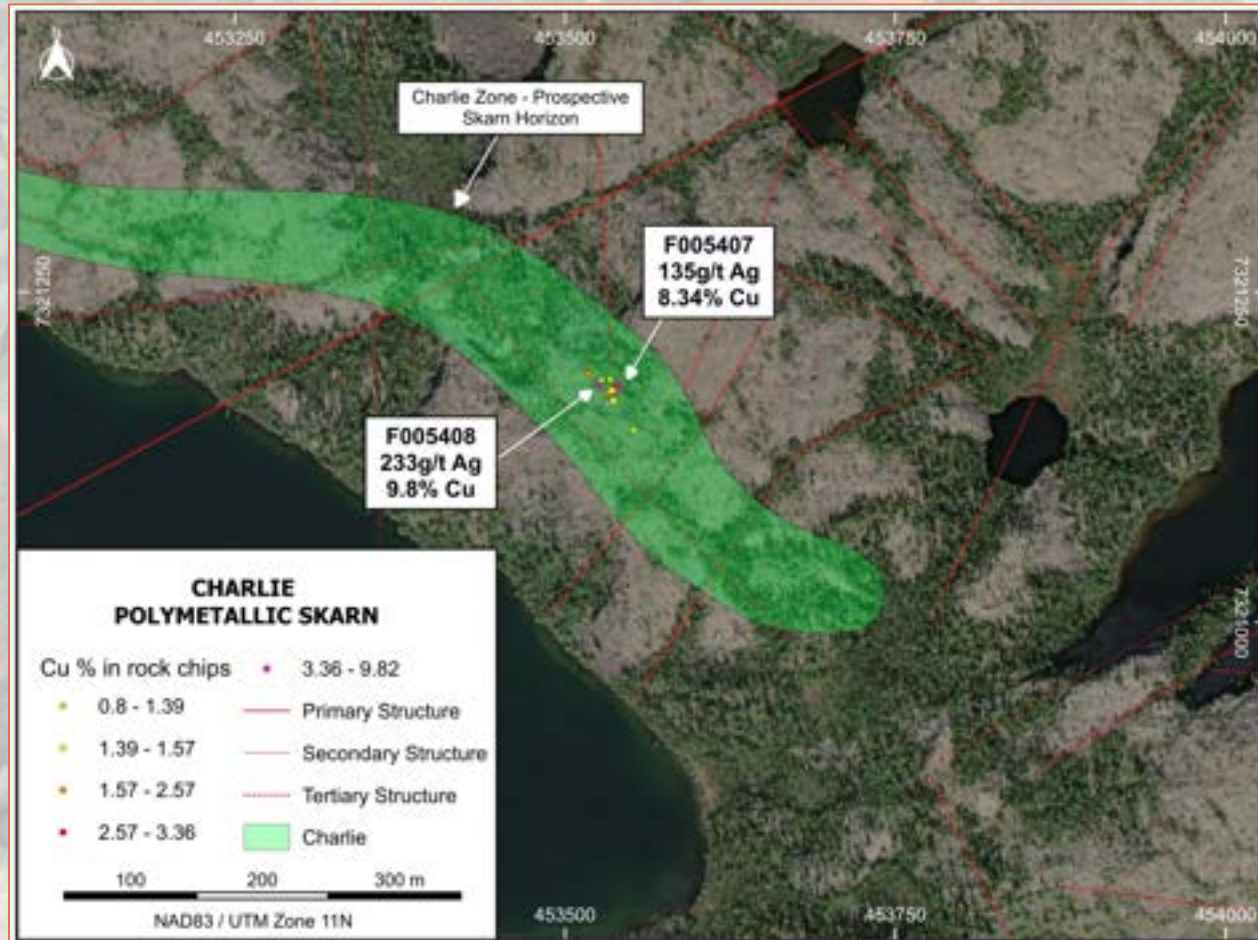 453250
453500
453750
454000
Charlie Zone - Prospective
Skarn Horizon
7321250
7321250
F005407
135g/t Ag
8.34% Cu
F005408
233g/t Ag
9.8% Cu
7321000
CHARLIE
POLYMETALLIC SKARN
Cu % in rock chips
0.8 - 1.39
1.39 - 1.57
1.57 - 2.57
2.57 - 3.36
3.36 - 9.82
Primary Structure
Secondary Structure
Tertiary Structure
Charlie
100 200 300 m
NAD83 / UTM Zone 11N
453500
453750
454000